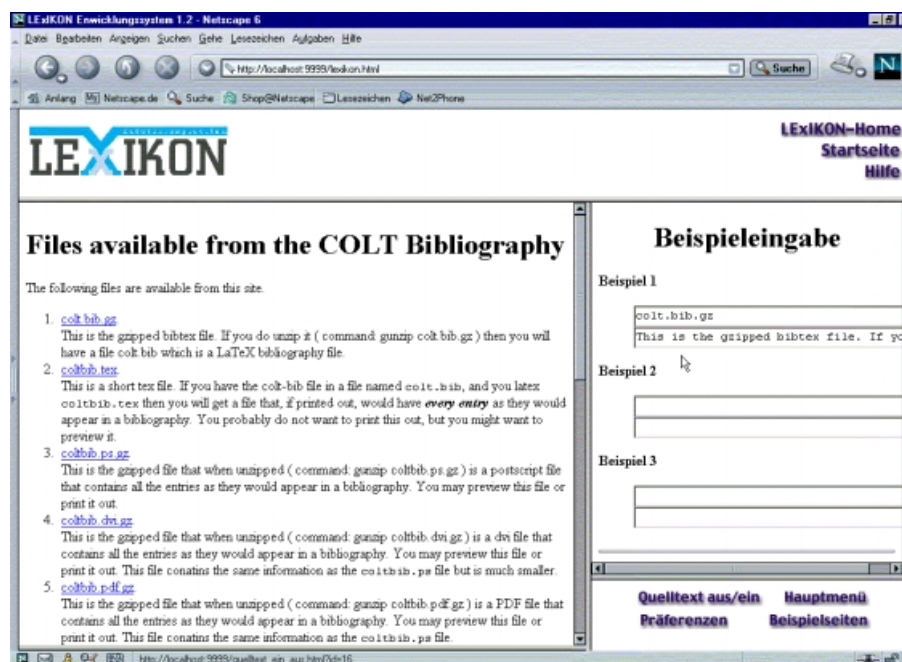 LExIKON Enwicklungssystem 1.2 - Netscape 6
Datei Bearbeiten Anzeigen Suchen Gehe Lesezeichen Aufgaben Hilfe
http://localhost:9999/lexikon.html
Suche
N
Anfang Netscape.de Suche Shop@Netscape Lesezeichen Net2Phone
LEXIKON
LExIKON-Home
Startseite
Hilfe
Files available from the COLT Bibliography
The following files are available from this site.
1. colt.bib.gz
This is the gzipped bibtex file. If you do unzip it ( command: gunzip colt.bib.gz ) then you will
have a file colt.bib which is a LaTeX bibliography file.
2. coltbib.tex
This is a short tex file. If you have the colt-bib file in a file named colt.bib, and you latex
coltbib.tex then you will get a file that, if printed out, would have every entry as they would
appear in a bibliography. You probably do not want to print this out, but you might want to
preview it.
3. coltbib.ps.gz
This is the gzipped file that when unzipped ( command: gunzip coltbib.ps.gz ) is a postscript file
that contains all the entries as they would appear in a bibliography. You may preview this file or
print it out.
4. coltbib.dvi.gz
This is the gzipped file that when unzipped ( command: gunzip coltbib.dvi.gz ) is a dvi file that
contains all the entries as they would appear in a bibliography. You may preview this file or
print it out. This file conatins the same information as the coltbib.ps file but is much smaller.
5. coltbib.pdf.gz
This is the gzipped file that when unzipped ( command: gunzip coltbib.pdf.gz ) is a PDF file that
contains all the entries as they would appear in a bibliography. You may preview this file or
print it out. This file conatins the same information as the coltbib.ps file.
Beispieleingabe
Beispiel 1
colt.bib.gz
This is the gzipped bibtex file. If yo
Beispiel 2
Beispiel 3
Quelltext aus/ein Hauptmenü
Präferenzen Beispielseiten
http://localhost:9999/quelltext_ein_aus.htm?id=16